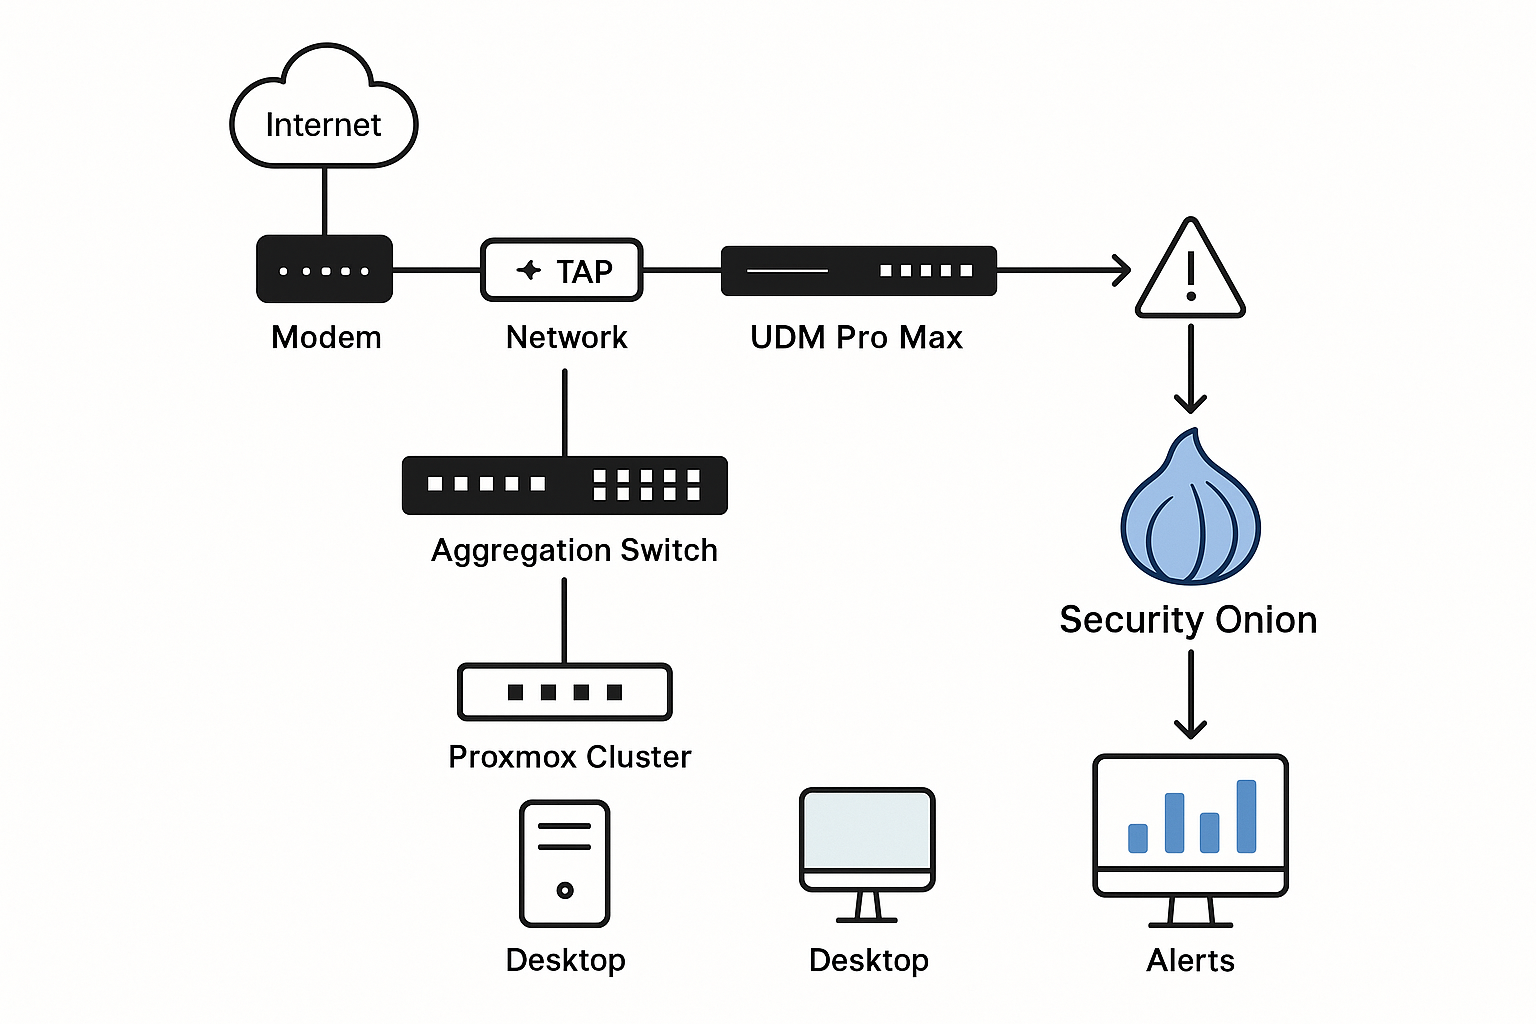 Internet
TAP
Modem
Network
UDM Pro Max
Aggregation Switch
Security Onion
Proxmox Cluster
Desktop
Desktop
Alerts